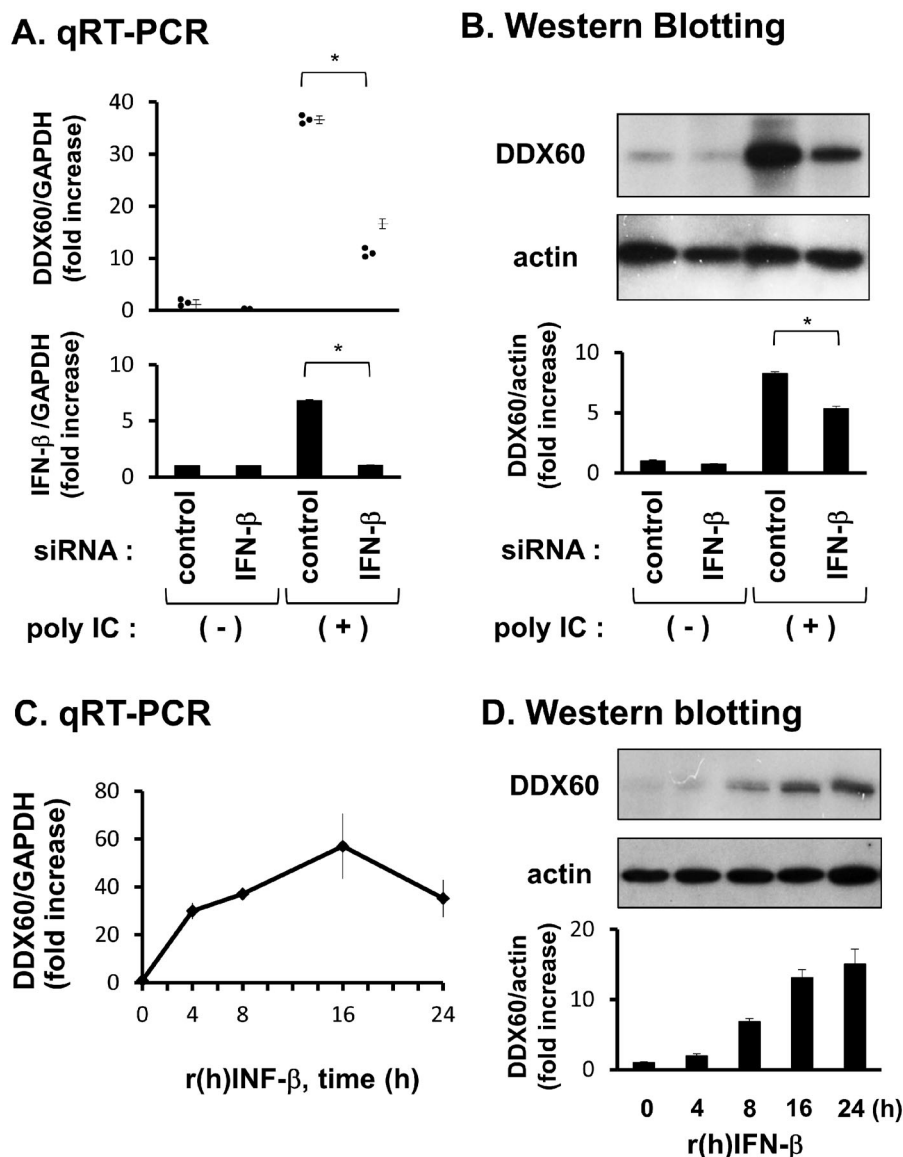 A. qRT-PCR
DDX60/GAPDH
(fold increase)
40
30
20
10
0
*
IFN-β/GAPDH
(fold increase)
10
5
0
*
siRNA :
control
IFN-β
control
IFN-β
poly IC :
( - )
( + )
B. Western Blotting
DDX60
actin
DDX60/actin
(fold increase)
10
5
0
*
siRNA :
control
IFN-β
control
IFN-β
poly IC :
( - )
( + )
C. qRT-PCR
DDX60/GAPDH
(fold increase)
80
60
40
20
0
0 4 8 16 24
r(h)INF-β, time (h)
D. Western blotting
DDX60
actin
DDX60/actin
(fold increase)
20
10
0
0 4 8 16 24 (h)
r(h)IFN-β